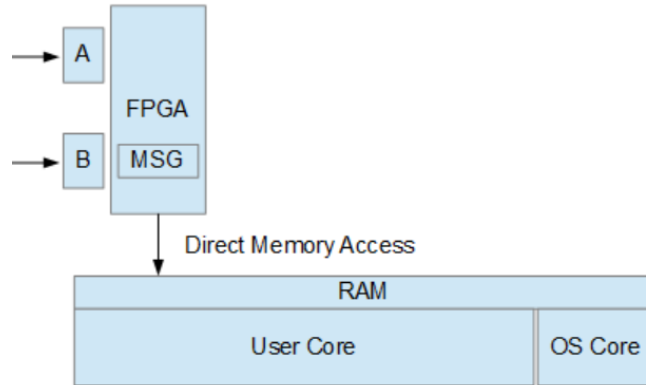 A
FPGA
B
MSG
Direct Memory Access
RAM
User Core
OS Core